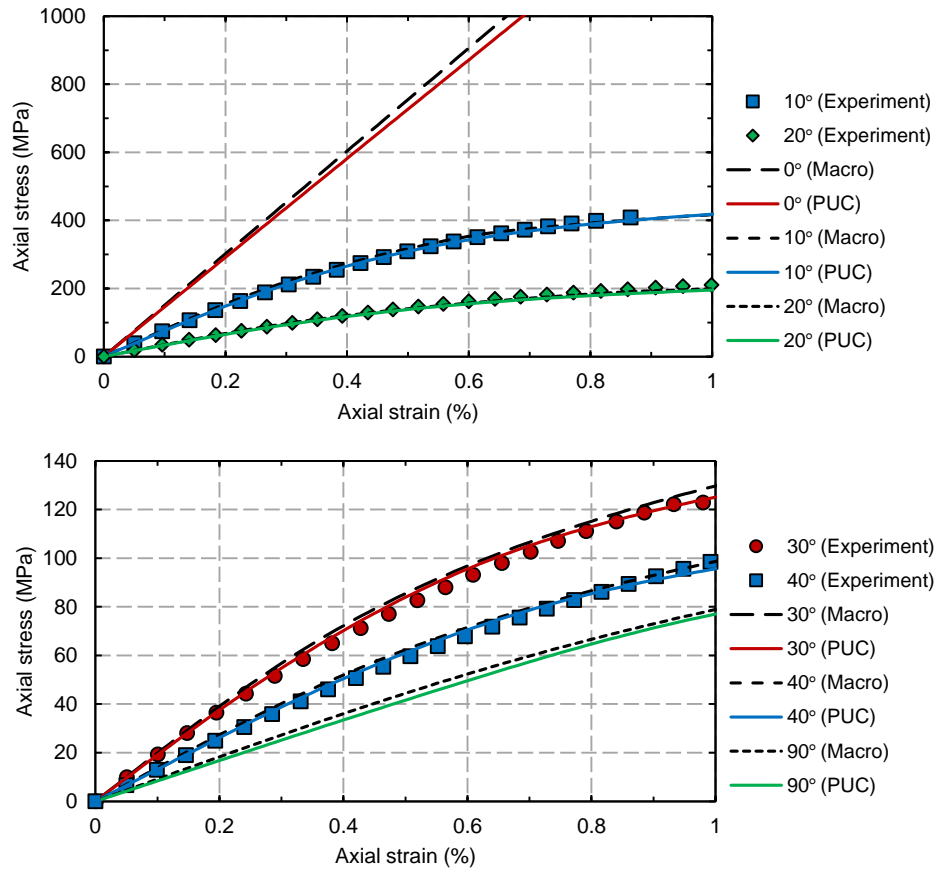 1000
800
600
400
200
0
Axial stress (MPa)
0 0.2 0.4 0.6 0.8 1
Axial strain (%)
10° (Experiment)
20° (Experiment)
0° (Macro)
0° (PUC)
10° (Macro)
10° (PUC)
20° (Macro)
20° (PUC)
140
120
100
80
60
40
20
0
Axial stress (MPa)
0 0.2 0.4 0.6 0.8 1
Axial strain (%)
30° (Experiment)
40° (Experiment)
30° (Macro)
30° (PUC)
40° (Macro)
40° (PUC)
90° (Macro)
90° (PUC)